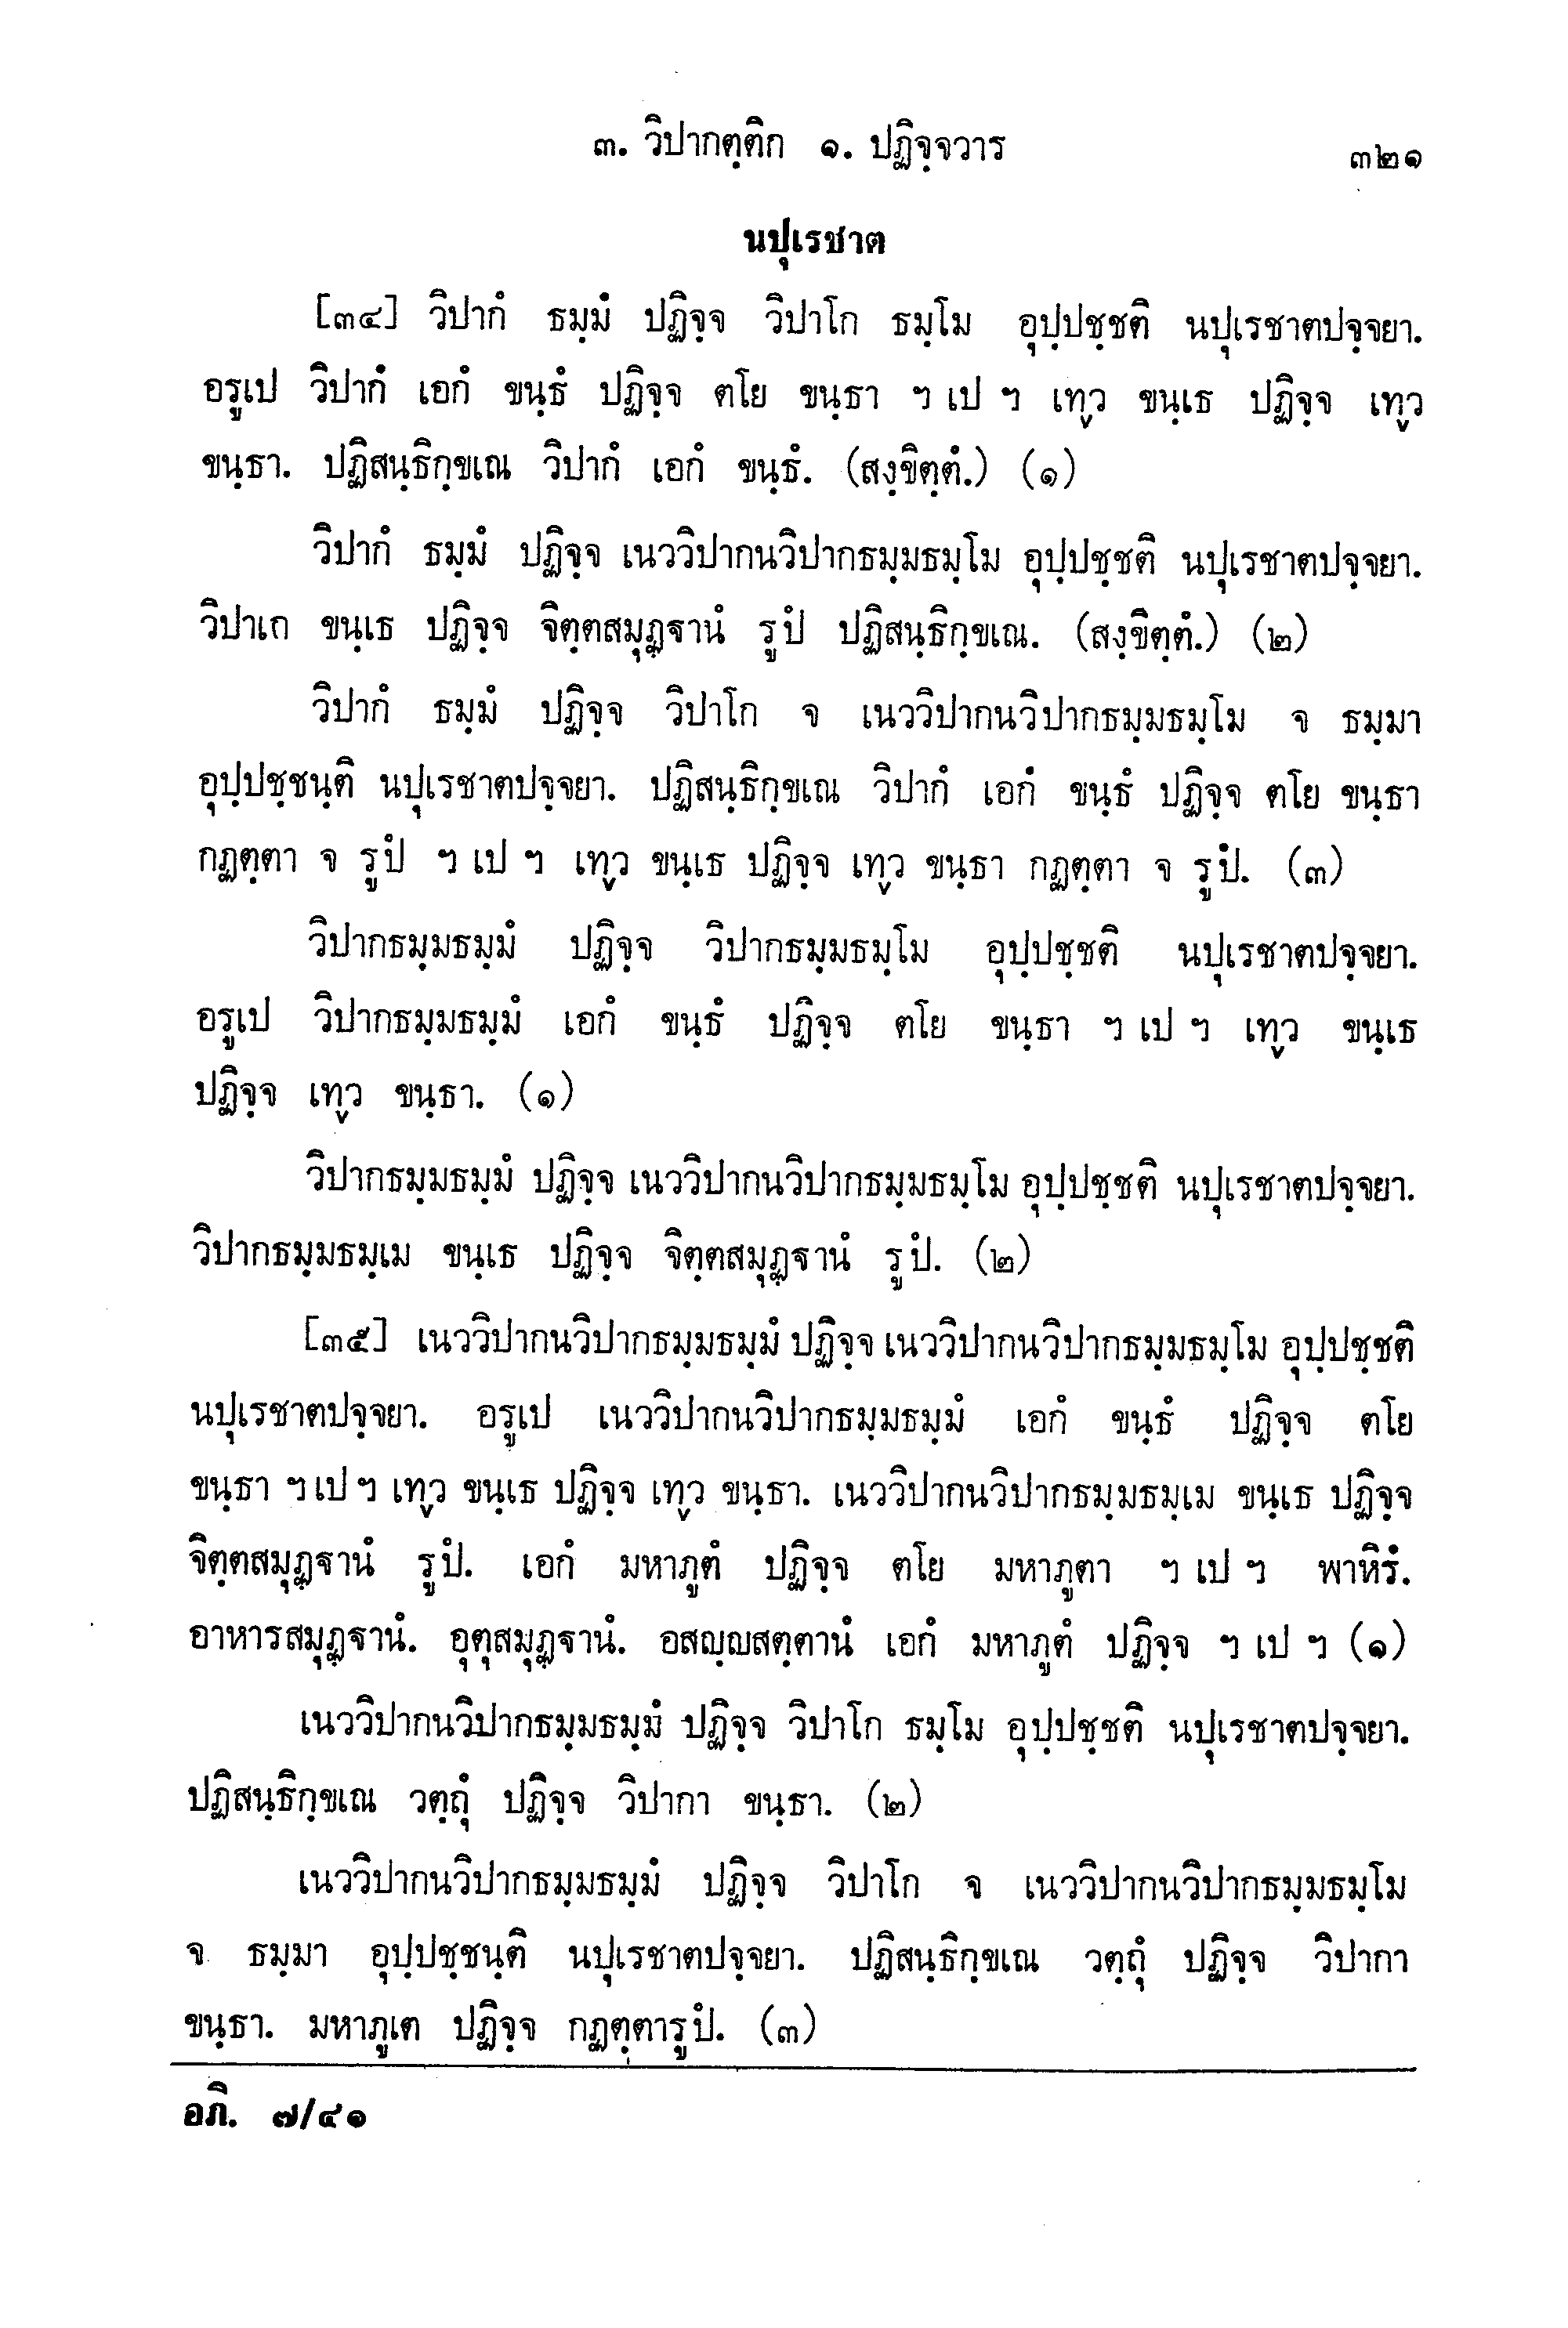 ๓. วิปากตฺติก ๑. ปฏิจฺจวาร ๓๒๑
นปุเรชาต
[๓๔] วิปากํ ธมฺมํ ปฏิจฺจ วิปาโก ธมฺโม อุปฺปชฺชติ นปุเรชาตปจฺจยา.
อรูเป วิปากํ เอกํ ขนฺธํ ปฏิจฺจ ตโย ขนฺธา ฯ เป ฯ เทฺว ขนฺเธ ปฏิจฺจ เทฺว
ขนฺธา. ปฏิสนฺธิกฺขเณ วิปากํ เอกํ ขนฺธํ. (สงฺขิตฺตํ.) (๑)
วิปากํ ธมฺมํ ปฏิจฺจ เนววิปากนวิปากธมฺมธมฺโม อุปฺปชฺชติ นปุเรชาตปจฺจยา.
วิปาเก ขนฺเธ ปฏิจฺจ จิตฺตสมุฏฺฐานํ รูปํ ปฏิสนฺธิกฺขเณ. (สงฺขิตฺตํ.) (๒)
วิปากํ ธมฺมํ ปฏิจฺจ วิปาโก จ เนววิปากนวิปากธมฺมธมฺโม จ ธมฺมา
อุปฺปชฺชนฺติ นปุเรชาตปจฺจยา. ปฏิสนฺธิกฺขเณ วิปากํ เอกํ ขนฺธํ ปฏิจฺจ ตโย ขนฺธา
กฏตฺตา จ รูปํ ฯ เป ฯ เทฺว ขนฺเธ ปฏิจฺจ เทฺว ขนฺธา กฏตฺตา จ รูปํ. (๓)
วิปากธมฺมธมฺมํ ปฏิจฺจ วิปากธมฺมธมฺโม อุปฺปชฺชติ นปุเรชาตปจฺจยา.
อรูเป วิปากธมฺมธมฺมํ เอกํ ขนฺธํ ปฏิจฺจ ตโย ขนฺธา ฯ เป ฯ เทฺว ขนฺเธ
ปฏิจฺจ เทฺว ขนฺธา. (๑)
วิปากธมฺมธมฺมํ ปฏิจฺจ เนววิปากนวิปากธมฺมธมฺโม อุปฺปชฺชติ นปุเรชาตปจฺจยา.
วิปากธมฺมธมฺเม ขนฺเธ ปฏิจฺจ จิตฺตสมุฏฺฐานํ รูปํ. (๒)
[๓๕] เนววิปากนวิปากธมฺมธมฺมํ ปฏิจฺจ เนววิปากนวิปากธมฺมธมฺโม อุปฺปชฺชติ
นปุเรชาตปจฺจยา. อรูเป เนววิปากนวิปากธมฺมธมฺมํ เอกํ ขนฺธํ ปฏิจฺจ ตโย
ขนฺธา ฯ เป ฯ เทฺว ขนฺเธ ปฏิจฺจ เทฺว ขนฺธา. เนววิปากนวิปากธมฺมธมฺเม ขนฺเธ ปฏิจฺจ
จิตฺตสมุฏฺฐานํ รูปํ. เอกํ มหาภูตํ ปฏิจฺจ ตโย มหาภูตา ฯ เป ฯ พาหิรํ.
อาหารสมุฏฺฐานํ. อุตุสมุฏฺฐานํ. อสญฺญสตฺตานํ เอกํ มหาภูตํ ปฏิจฺจ ฯ เป ฯ (๑)
เนววิปากนวิปากธมฺมธมฺมํ ปฏิจฺจ วิปาโก ธมฺโม อุปฺปชฺชติ นปุเรชาตปจฺจยา.
ปฏิสนฺธิกฺขเณ วตฺถุํ ปฏิจฺจ วิปากา ขนฺธา. (๒)
เนววิปากนวิปากธมฺมธมฺมํ ปฏิจฺจ วิปาโก จ เนววิปากนวิปากธมฺมธมฺโม
จ ธมฺมา อุปฺปชฺชนฺติ นปุเรชาตปจฺจยา. ปฏิสนฺธิกฺขเณ วตฺถุํ ปฏิจฺจ วิปากา
ขนฺธา. มหาภูเต ปฏิจฺจ กฏตฺตารูปํ. (๓)
อภิ. ๗/๔๑